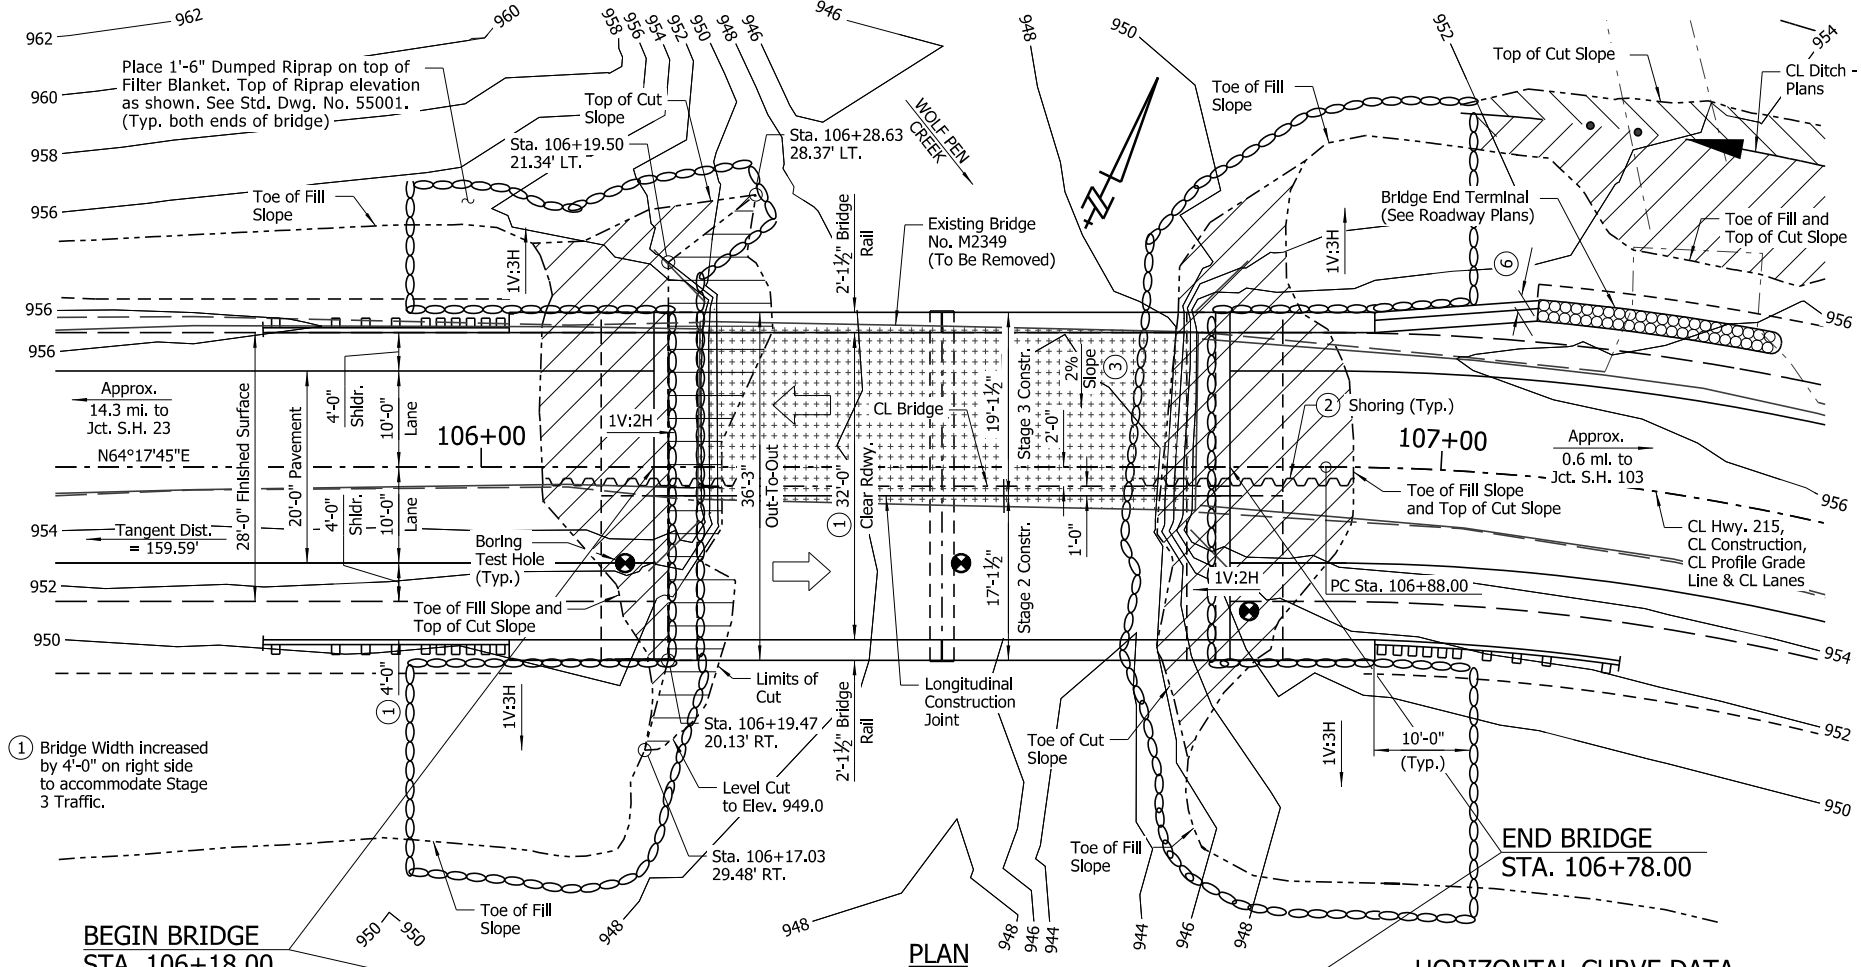 962
962
960
958
956
954
952
950
948
946
946
948
950
952
954
Place 1'-6" Dumped Riprap on top of
Filter Blanket. Top of Riprap elevation
as shown. See Std. Dwg. No. 55001.
(Typ. both ends of bridge)
960
958
956
956
956
954
952
950
Top of Cut
Slope
Sta. 106+19.50
21.34' LT.
Sta. 106+28.63
28.37' LT.
WOLF PEN
CREEK
Toe of Fill
Slope
Top of Cut Slope
CL Ditch -
Plans
Toe of Fill
Slope
1V:3H
2'-1½" Bridge
Rail
Existing Bridge
No. M2349
(To Be Removed)
Bridge End Terminal
(See Roadway Plans)
1V:3H
6
Toe of Fill and
Top of Cut Slope
956
Approx.
14.3 mi. to
Jct. S.H. 23
N64°17'45"E
28'-0" Finished Surface
20'-0" Pavement
4'-0"
Shldr.
10'-0"
Lane
4'-0"
Shldr.
10'-0"
Lane
106+00
1V:2H
36'-3"
Out-To-Out
1 32'-0"
Clear Rdwy.
CL Bridge
19'-1½"
Stage 3 Constr.
2'-0"
2%
Slope
3
2 Shoring (Typ.)
107+00
Approx.
0.6 mi. to
Jct. S.H. 103
956
Toe of Fill Slope
and Top of Cut Slope
CL Hwy. 215,
CL Construction,
CL Profile Grade
Line & CL Lanes
Tangent Dist.
= 159.59'
Boring
Test Hole
(Typ.)
17'-1½"
Stage 2 Constr.
1'-0"
1V:2H
PC Sta. 106+88.00
Toe of Fill Slope and
Top of Cut Slope
954
1 4'-0"
1V:3H
Limits of
Cut
Sta. 106+19.47
20.13' RT.
2'-1½" Bridge
Rail
Longitudinal
Construction
Joint
Toe of Cut
Slope
1V:3H
10'-0"
(Typ.)
952
1 Bridge Width increased
by 4'-0" on right side
to accommodate Stage
3 Traffic.
Level Cut
to Elev. 949.0
950
Sta. 106+17.03
29.48' RT.
Toe of Fill
Slope
END BRIDGE
STA. 106+78.00
Toe of Fill
Slope
BEGIN BRIDGE
STA. 106+18.00
950
950
948
948
948
946
944
944
946
948
PLAN
HORIZONTAL CURVE DATA